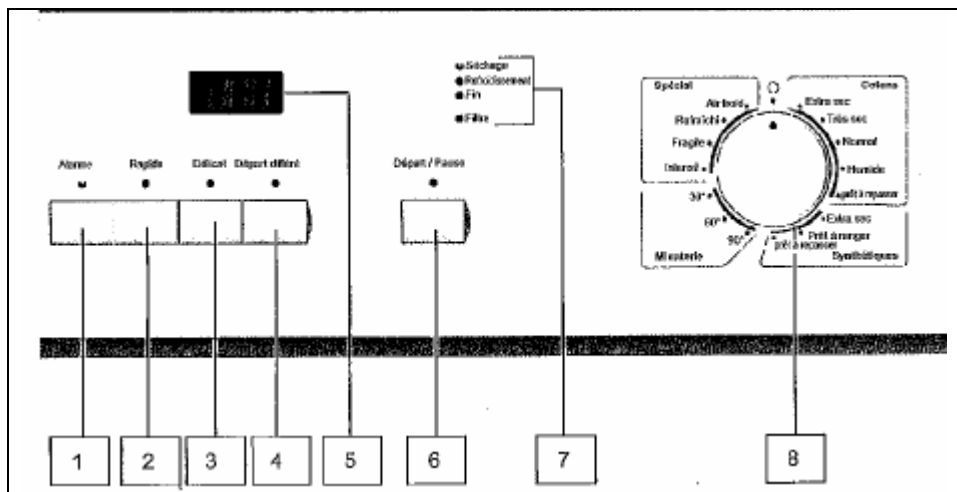 Séchage
Refroidissement
Fin
Filtre
Alarme
Rapide
Délicat
Départ différé
Départ / Pause
Spécial
Cotons
Air froid
Rafraîchi
Fragile
Intensif
Extra sec
Très sec
Normal
Humide
prêt à repasser
30°
60°
90°
Minuterie
Extra sec
Prêt à ranger
prêt à repasser
Synthétiques
1
2
3
4
5
6
7
8